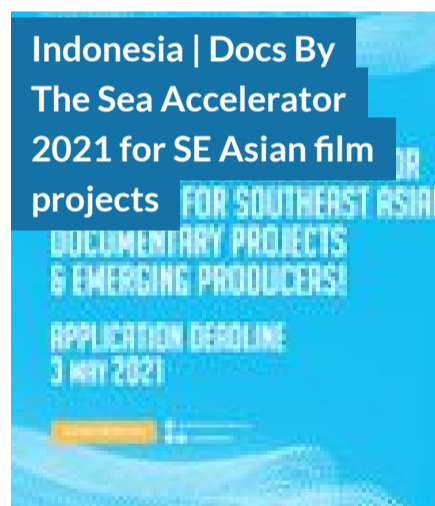 Indonesia | Docs By
The Sea Accelerator
2021 for SE Asian film
projects
OR
FOR SOUTHEAST ASIA
DOCUMENTARY PROJECTS
& EMERGING PRODUCERS!
APPLICATION DEADLINE
3 MAY 2021